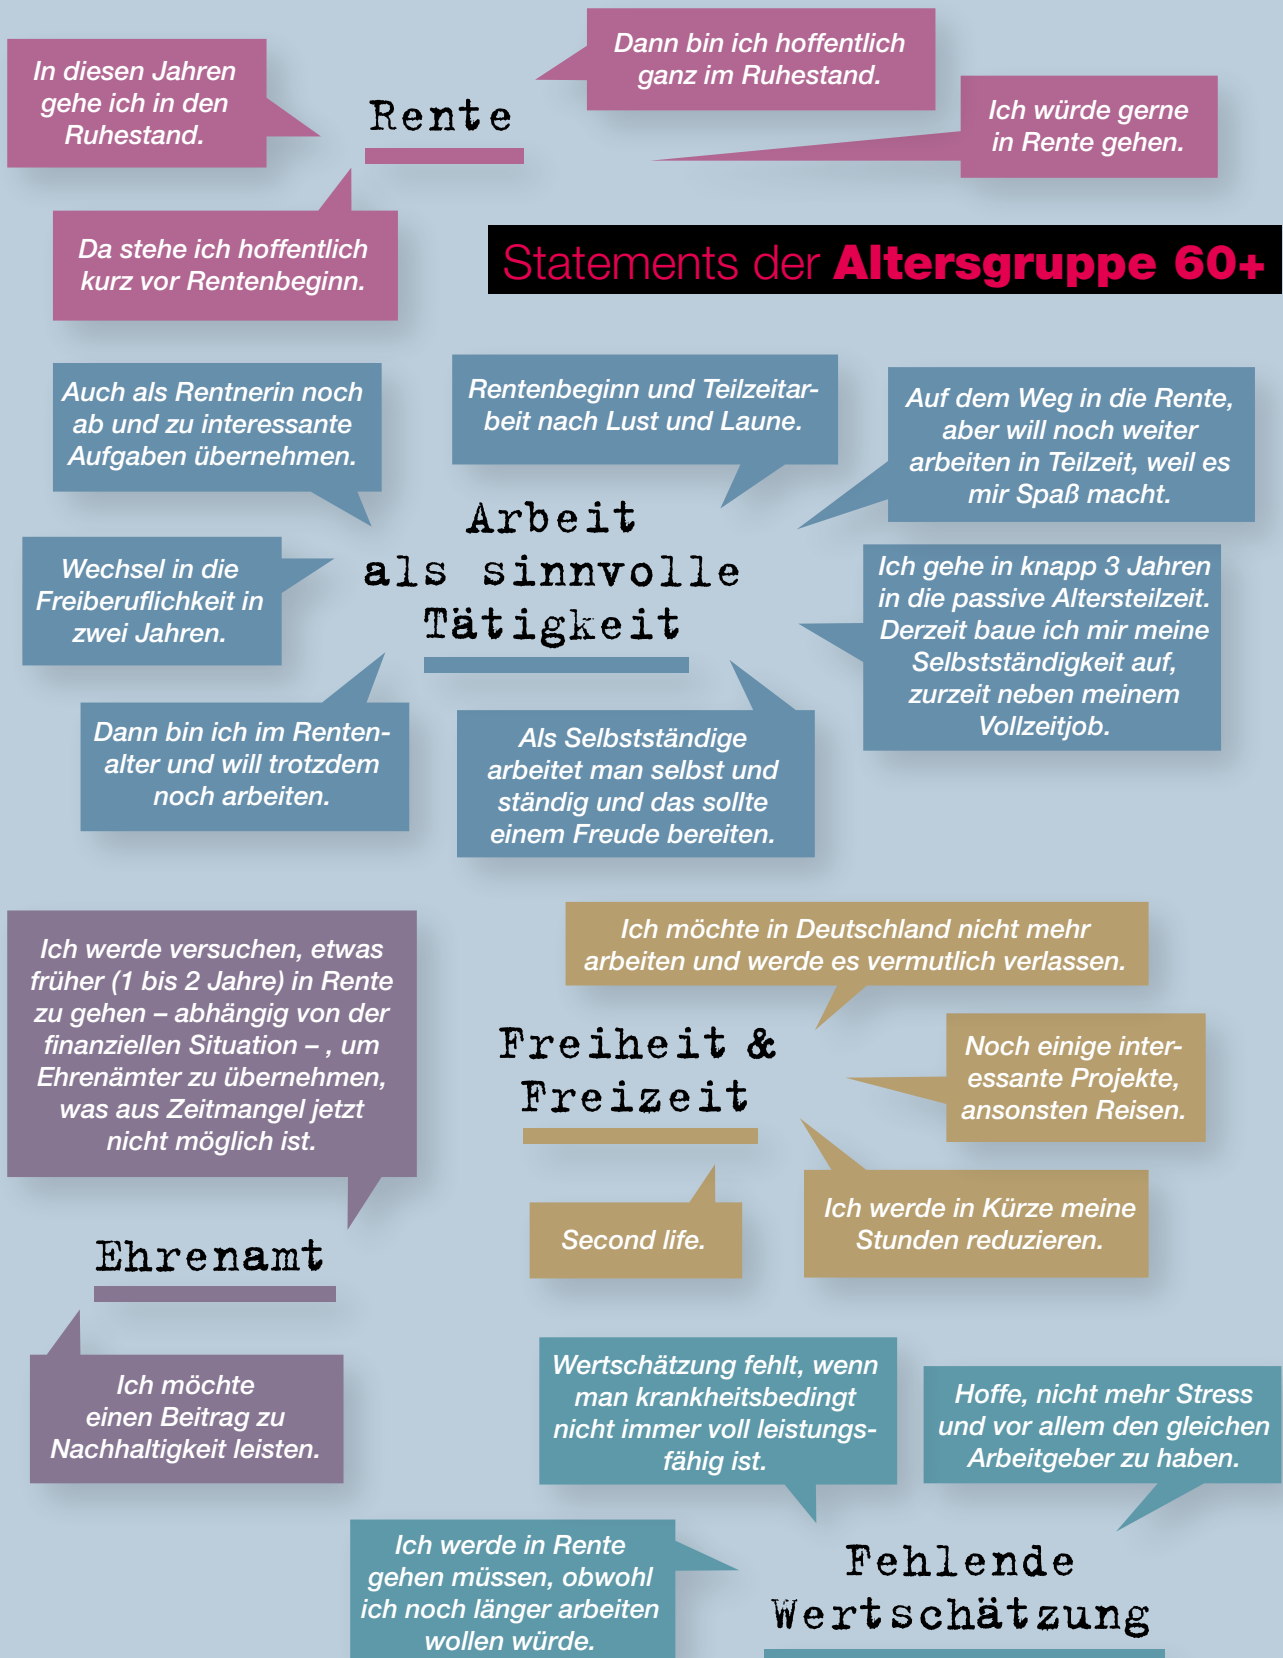 In diesen Jahren
gehe ich in den
Ruhestand.
Dann bin ich hoffentlich
ganz im Ruhestand.
Rente
Ich würde gerne
in Rente gehen.
Da stehe ich hoffentlich
kurz vor Rentenbeginn.
Statements der Altersgruppe 60+
Auch als Rentnerin noch
ab und zu interessante
Aufgaben übernehmen.
Rentenbeginn und Teilzeitar-
beit nach Lust und Laune.
Auf dem Weg in die Rente,
aber will noch weiter
arbeiten in Teilzeit, weil es
mir Spaß macht.
Arbeit
als sinnvolle
Tätigkeit
Wechsel in die
Freiberuflichkeit in
zwei Jahren.
Ich gehe in knapp 3 Jahren
in die passive Altersteilzeit.
Derzeit baue ich mir meine
Selbstständigkeit auf,
zurzeit neben meinem
Vollzeitjob.
Dann bin ich im Renten-
alter und will trotzdem
noch arbeiten.
Als Selbstständige
arbeitet man selbst und
ständig und das sollte
einem Freude bereiten.
Ich werde versuchen, etwas
früher (1 bis 2 Jahre) in Rente
zu gehen – abhängig von der
finanziellen Situation – , um
Ehrenämter zu übernehmen,
was aus Zeitmangel jetzt
nicht möglich ist.
Ehrenamt
Ich möchte
einen Beitrag zu
Nachhaltigkeit leisten.
Ich möchte in Deutschland nicht mehr
arbeiten und werde es vermutlich verlassen.
Freiheit &
Freizeit
Noch einige inter-
essante Projekte,
ansonsten Reisen.
Second life.
Ich werde in Kürze meine
Stunden reduzieren.
Wertschätzung fehlt, wenn
man krankheitsbedingt
nicht immer voll leistungs-
fähig ist.
Hoffe, nicht mehr Stress
und vor allem den gleichen
Arbeitgeber zu haben.
Ich werde in Rente
gehen müssen, obwohl
ich noch länger arbeiten
wollen würde.
Fehlende
Wertschätzung